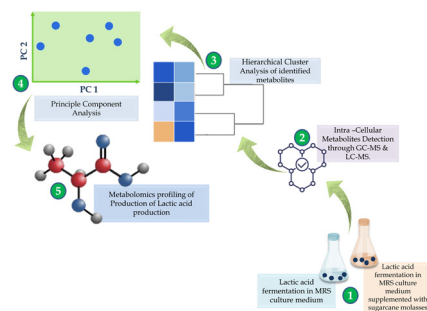 PC 2
PC 1
4
Principle Component
Analysis
3
Hierarchical Cluster
Analysis of identified
metabolites
2
Intra –Cellular
Metabolites Detection
through GC-MS &
LC-MS.
5
Metabolomics profiling of
Production of Lactic acid
production
Lactic acid
fermentation in MRS
culture medium
1
Lactic acid
fermentation in
MRS culture
medium
supplemented with
sugarcane molasses